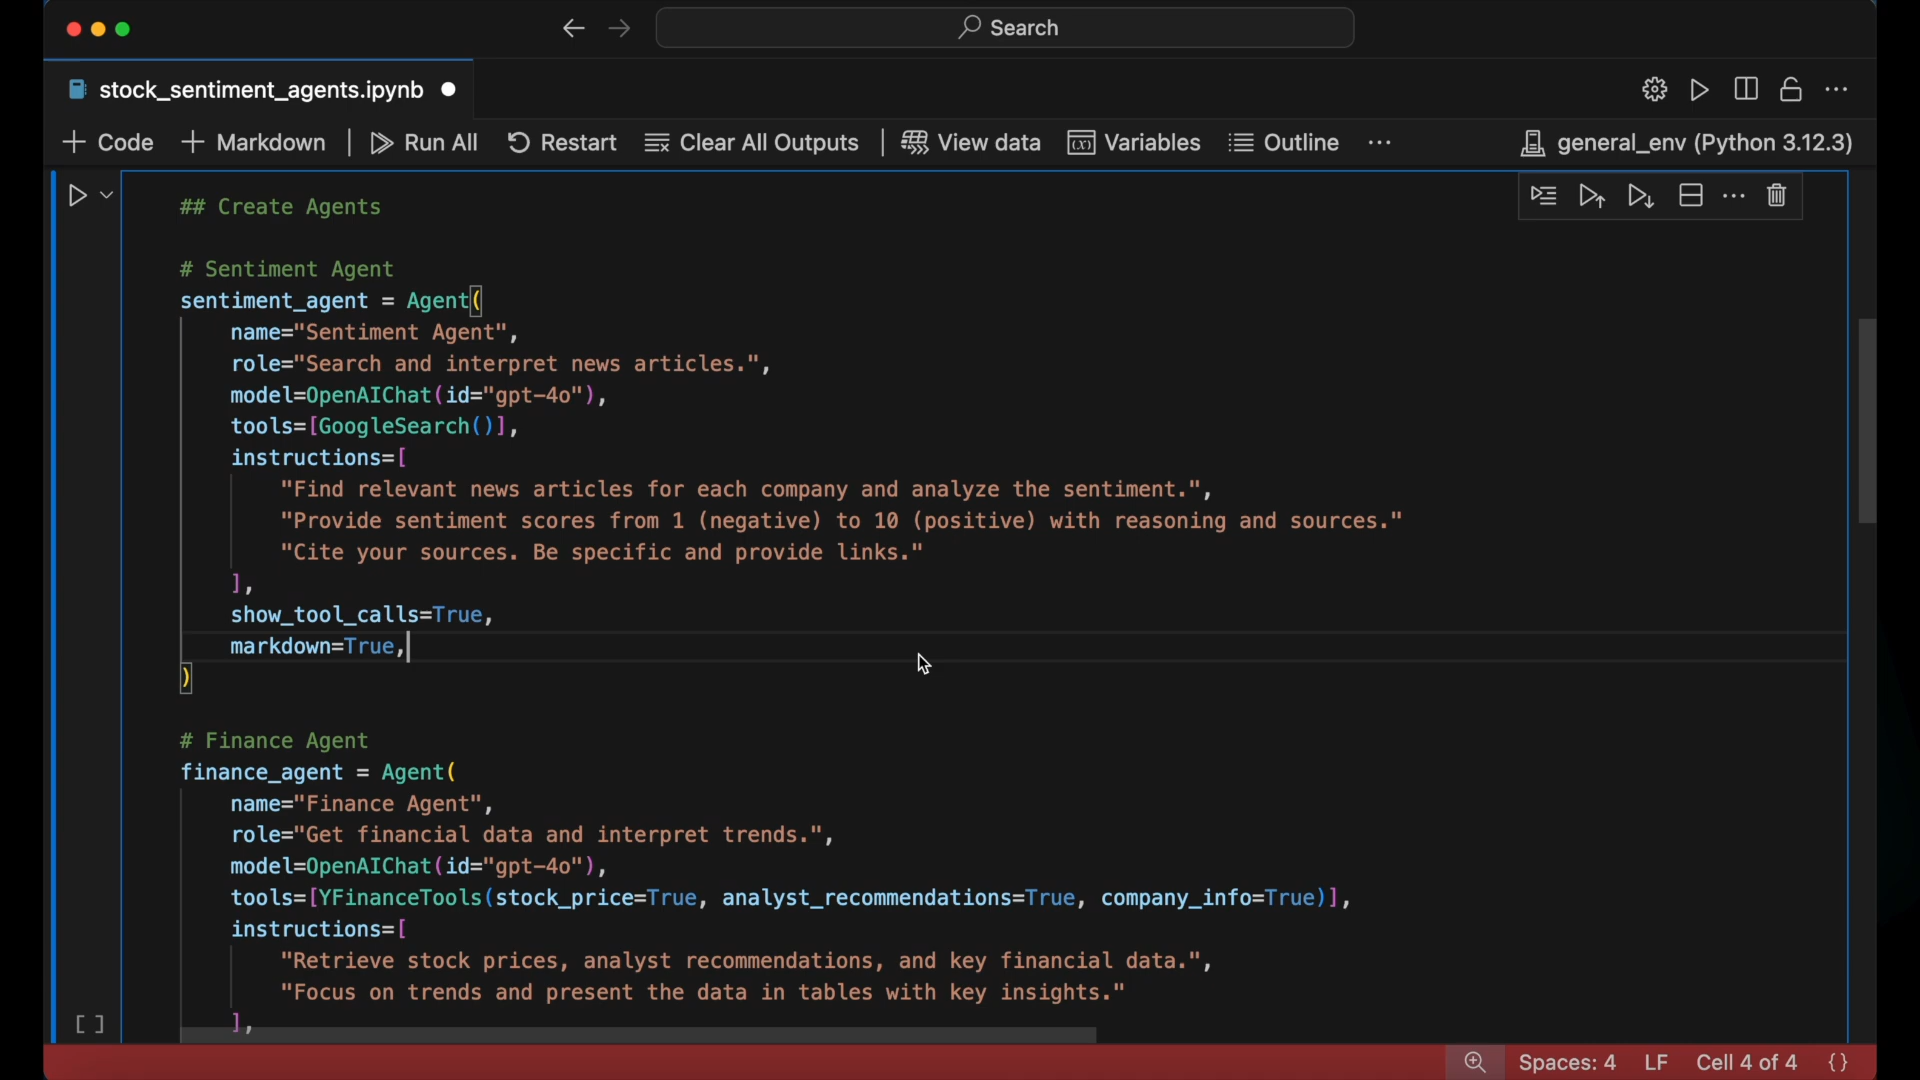 Search
stock_sentiment_agents.ipynb
Code Markdown Run All Restart Clear All Outputs View data Variables Outline ··· general_env (Python 3.12.3)
## Create Agents
# Sentiment Agent
sentiment_agent = Agent(
name="Sentiment Agent",
role="Search and interpret news articles.",
model=OpenAIChat(id="gpt-4o"),
tools=[GoogleSearch()],
instructions=[
"Find relevant news articles for each company and analyze the sentiment.",
"Provide sentiment scores from 1 (negative) to 10 (positive) with reasoning and sources."
"Cite your sources. Be specific and provide links."
],
show_tool_calls=True,
markdown=True,
)
# Finance Agent
finance_agent = Agent(
name="Finance Agent",
role="Get financial data and interpret trends.",
model=OpenAIChat(id="gpt-4o"),
tools=[YFinanceTools(stock_price=True, analyst_recommendations=True, company_info=True)],
instructions=[
"Retrieve stock prices, analyst recommendations, and key financial data.",
"Focus on trends and present the data in tables with key insights."
],
[ ]
Spaces: 4 LF Cell 4 of 4 {}